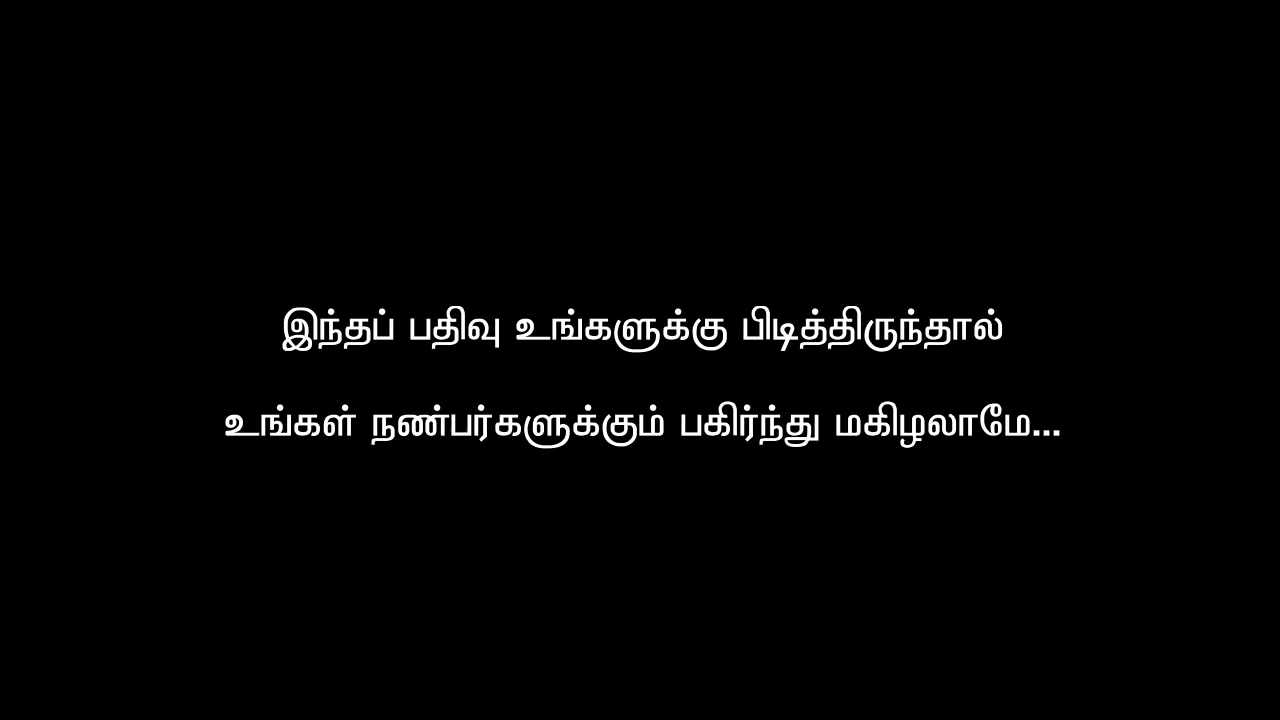 இந்தப் பதிவு உங்களுக்கு பிடித்திருந்தால்
உங்கள் நண்பர்களுக்கும் பகிர்ந்து மகிழலாமே...